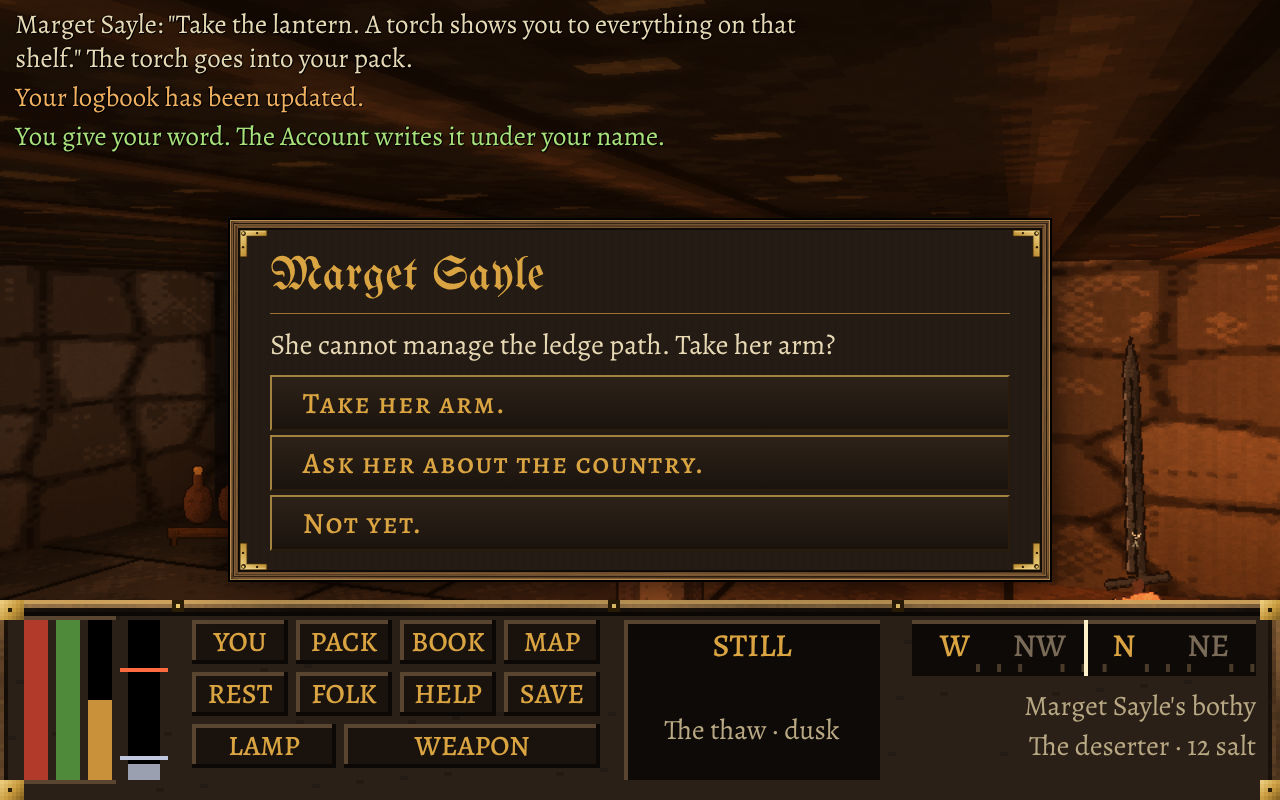 Marget Sayle: "Take the lantern. A torch shows you to everything on that
shelf." The torch goes into your pack.
Your logbook has been updated.
You give your word. The Account writes it under your name.
Marget Sayle
She cannot manage the ledge path. Take her arm?
Take her arm.
Ask her about the country.
Not yet.
YOU PACK BOOK MAP
REST FOLK HELP SAVE
LAMP WEAPON
STILL
The thaw · dusk
W NW N NE
Marget Sayle's bothy
The deserter · 12 salt